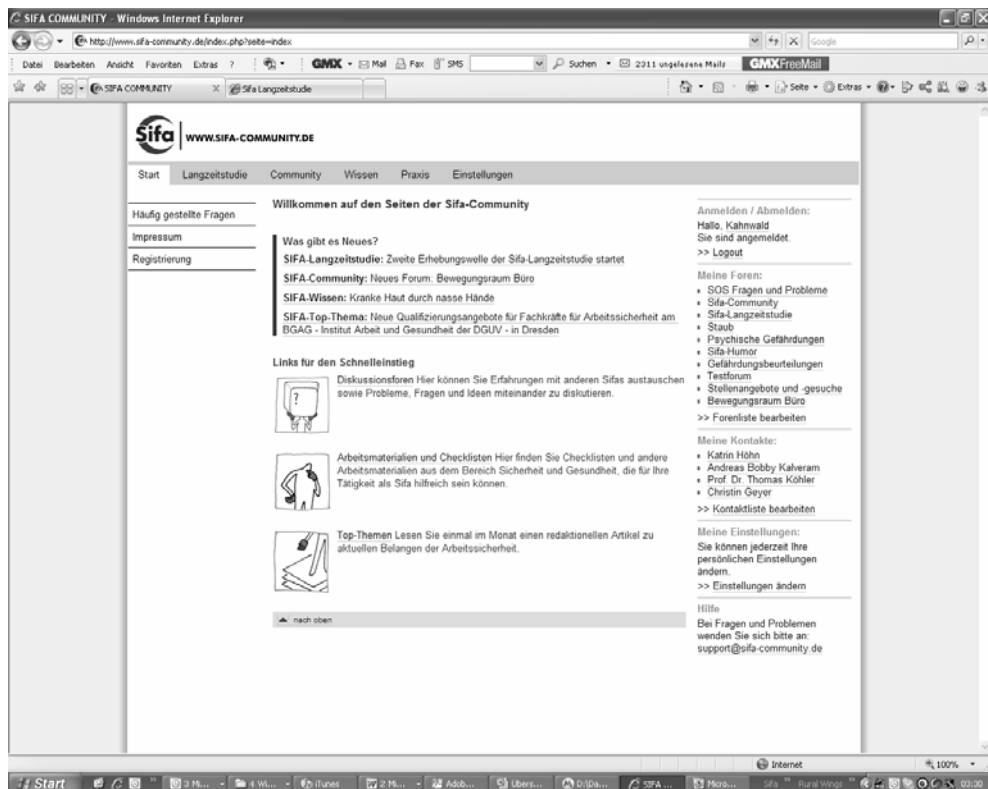 SIFA COMMUNITY - Windows Internet Explorer
http://www.sifa-community.de/index.php?seite=index
Google
Datei Bearbeiten Ansicht Favoriten Extras ?
GMX Mail Fax SMS Suchen 2311 ungelesene Mails GMX FreeMail
SIFA COMMUNITY
Sifa Langzeitstudie
Seite Extras
Sifa WWW.SIFA-COMMUNITY.DE
Start Langzeitstudie Community Wissen Praxis Einstellungen
Häufig gestellte Fragen
Impressum
Registrierung
Willkommen auf den Seiten der Sifa-Community
Was gibt es Neues?
SIFA-Langzeitstudie: Zweite Erhebungswelle der Sifa-Langzeitstudie startet
SIFA-Community: Neues Forum: Bewegungsraum Büro
SIFA-Wissen: Kranke Haut durch nasse Hände
SIFA-Top-Thema: Neue Qualifizierungsangebote für Fachkräfte für Arbeitssicherheit am
BGAG - Institut Arbeit und Gesundheit der DGUV - in Dresden
Links für den Schnelleinstieg
?
Diskussionsforen Hier können Sie Erfahrungen mit anderen Sifas austauschen
sowie Probleme, Fragen und Ideen miteinander zu diskutieren.
Arbeitsmaterialien und Checklisten Hier finden Sie Checklisten und andere
Arbeitsmaterialien aus dem Bereich Sicherheit und Gesundheit, die für Ihre
Tätigkeit als Sifa hilfreich sein können.
Top-Themen Lesen Sie einmal im Monat einen redaktionellen Artikel zu
aktuellen Belangen der Arbeitssicherheit.
nach oben
Anmelden / Abmelden:
Hallo, Kahnwald
Sie sind angemeldet.
>> Logout
Meine Foren:
SOS Fragen und Probleme
Sifa-Community
Sifa-Langzeitstudie
Staub
Psychische Gefährdungen
Sifa-Humor
Gefährdungsbeurteilungen
Testforum
Stellenangebote und -gesuche
Bewegungsraum Büro
>> Forenliste bearbeiten
Meine Kontakte:
Katrin Höhn
Andreas Bobby Kalveram
Prof. Dr. Thomas Köhler
Christin Geyer
>> Kontaktliste bearbeiten
Meine Einstellungen:
Sie können jederzeit Ihre
persönlichen Einstellungen
ändern.
>> Einstellungen ändern
Hilfe
Bei Fragen und Problemen
wenden Sie sich bitte an:
support@sifa-community.de
Internet 100%
Start 3 Mi... 4 Wi... iTunes 2 Mi... Adob... Übers... D:\Da... SIFA ... Micro... Sifa Rural Wings 03:30